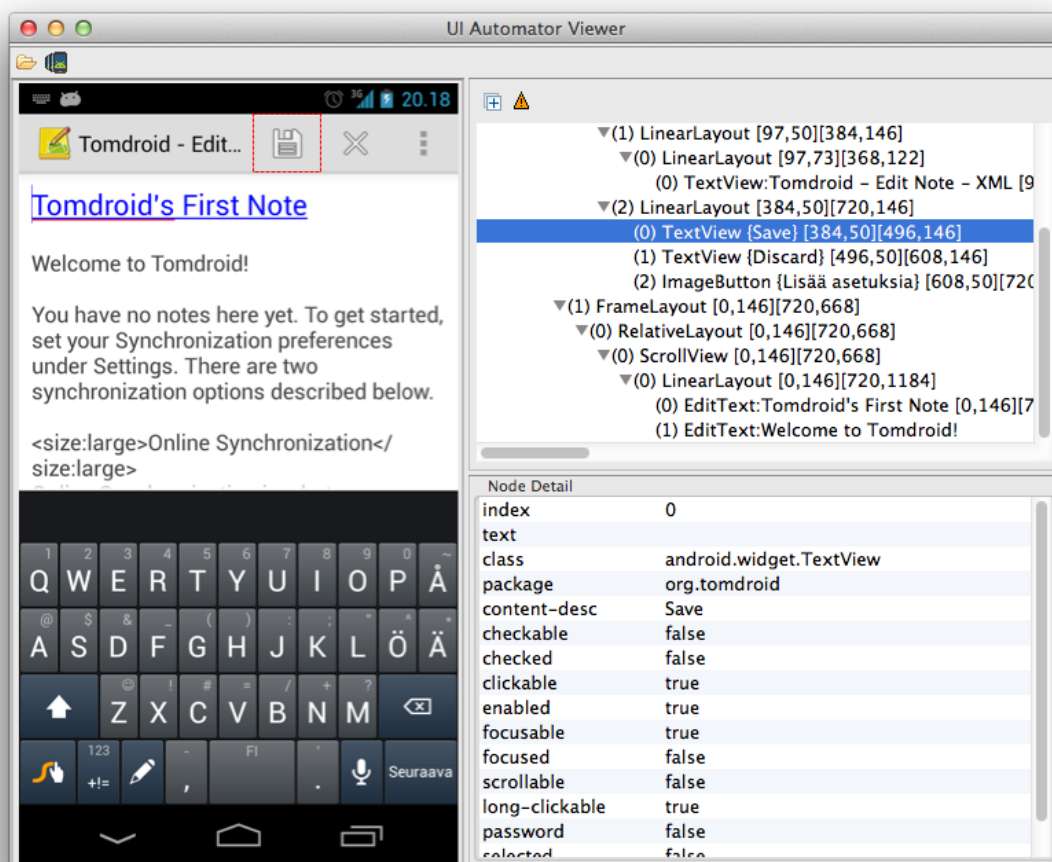 UI Automator Viewer
3G 20.18
Tomdroid - Edit...
Tomdroid's First Note
Welcome to Tomdroid!
You have no notes here yet. To get started,
set your Synchronization preferences
under Settings. There are two
synchronization options described below.
<size:large>Online Synchronization</
size:large>
1 2 3 4 5 6 7 8 9 0 ~
Q W E R T Y U I O P Å
@ $ & _ ( ) : ; " ^ *
A S D F G H J K L Ö Ä
! # = / + ?
Z X C V B N M
123 - FI '
+!= , . Seuraava
(1) LinearLayout [97,50][384,146]
(0) LinearLayout [97,73][368,122]
(0) TextView:Tomdroid – Edit Note – XML [9
(2) LinearLayout [384,50][720,146]
(0) TextView {Save} [384,50][496,146]
(1) TextView {Discard} [496,50][608,146]
(2) ImageButton {Lisää asetuksia} [608,50][720
(1) FrameLayout [0,146][720,668]
(0) RelativeLayout [0,146][720,668]
(0) ScrollView [0,146][720,668]
(0) LinearLayout [0,146][720,1184]
(0) EditText:Tomdroid's First Note [0,146][7
(1) EditText:Welcome to Tomdroid!
Node Detail
index 0
text
class android.widget.TextView
package org.tomdroid
content-desc Save
checkable false
checked false
clickable true
enabled true
focusable true
focused false
scrollable false
long-clickable true
password false
selected false